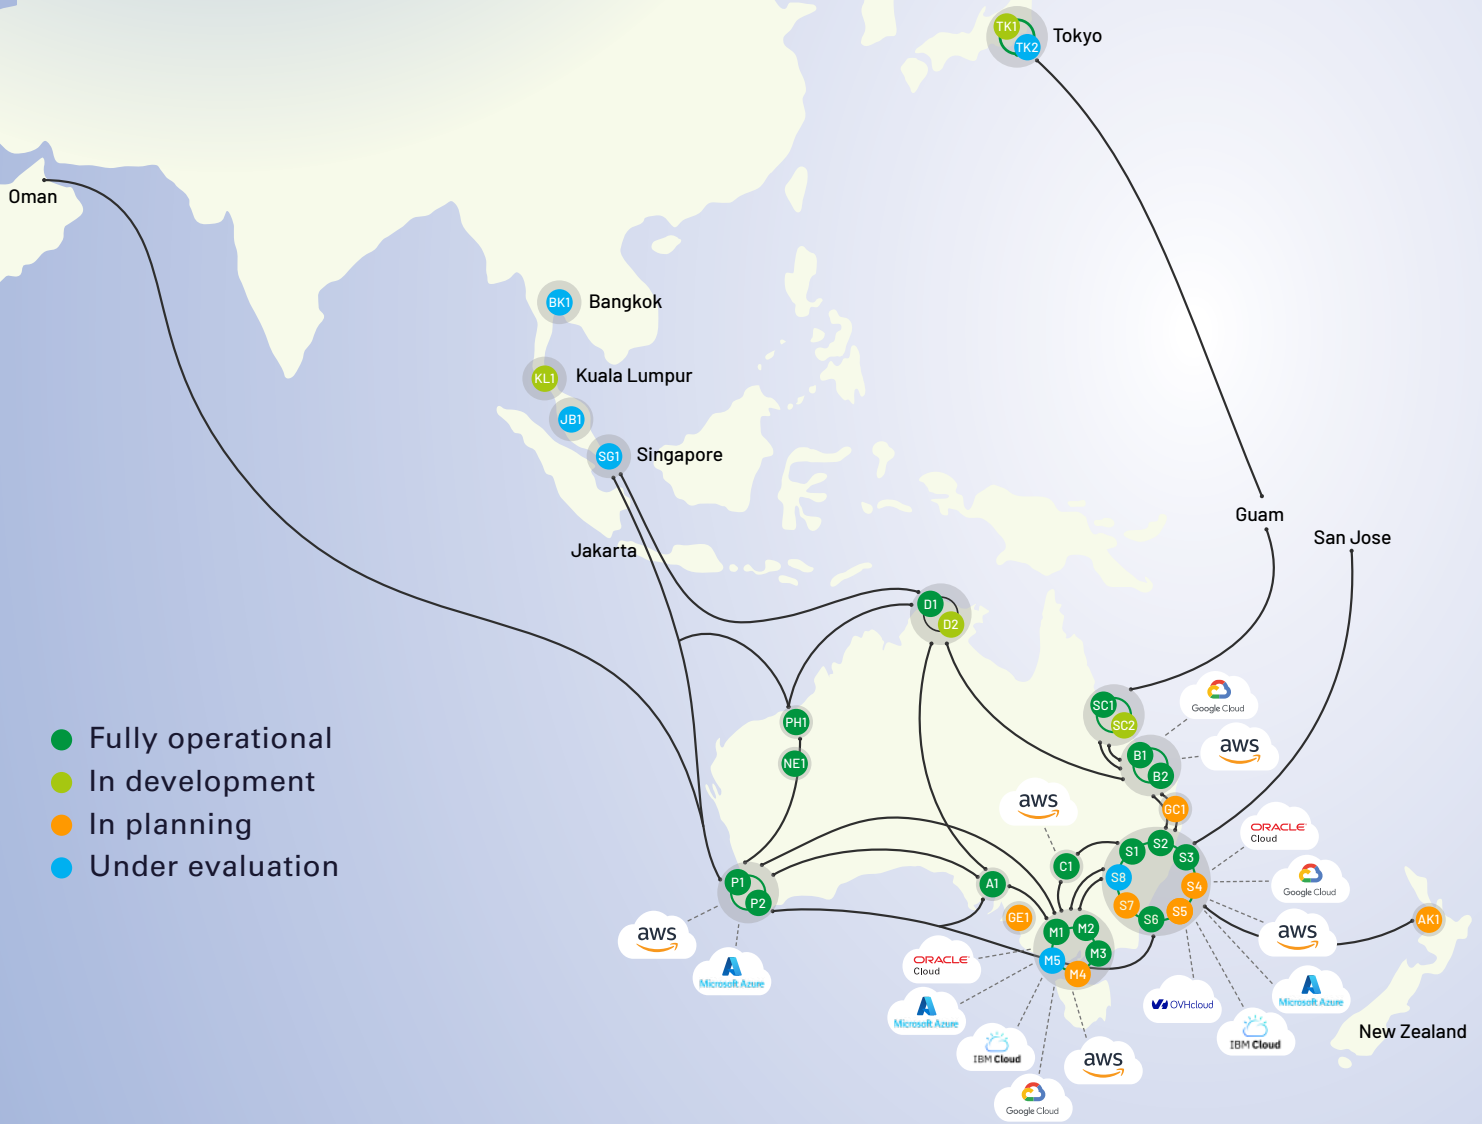 TK1
TK2
Tokyo
Oman
BK1
Bangkok
KL1
Kuala Lumpur
JB1
SG1
Singapore
Guam
San Jose
Jakarta
D1
D2
SC1
SC2
Google Cloud
PH1
B1
aws
B2
NE1
Fully operational
In development
In planning
Under evaluation
aws
GC1
ORACLE
Cloud
S1
S2
S3
C1
S8
S4
Google Cloud
P1
P2
A1
S7
S5
S6
GE1
AK1
aws
Microsoft Azure
M1
M2
M3
M5
M4
aws
ORACLE
Cloud
Microsoft Azure
IBM Cloud
Google Cloud
aws
OVHcloud
IBM Cloud
Microsoft Azure
New Zealand